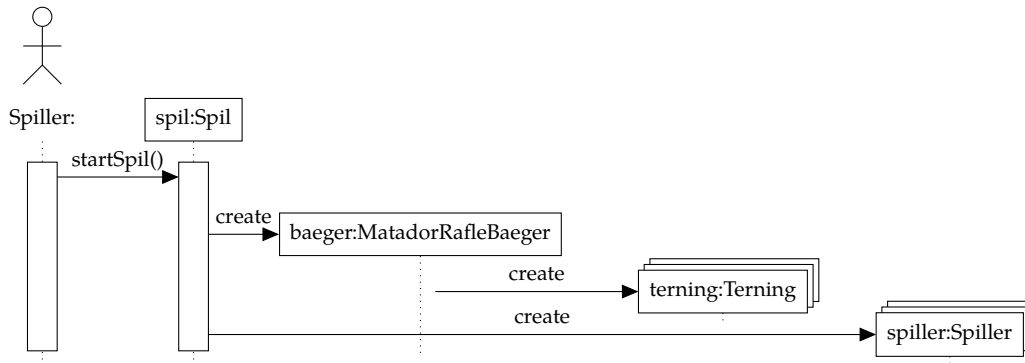 Spiller:
spil:Spil
startSpil()
create
baeger:MatadorRafleBaeger
create
terning:Terning
create
spiller:Spiller